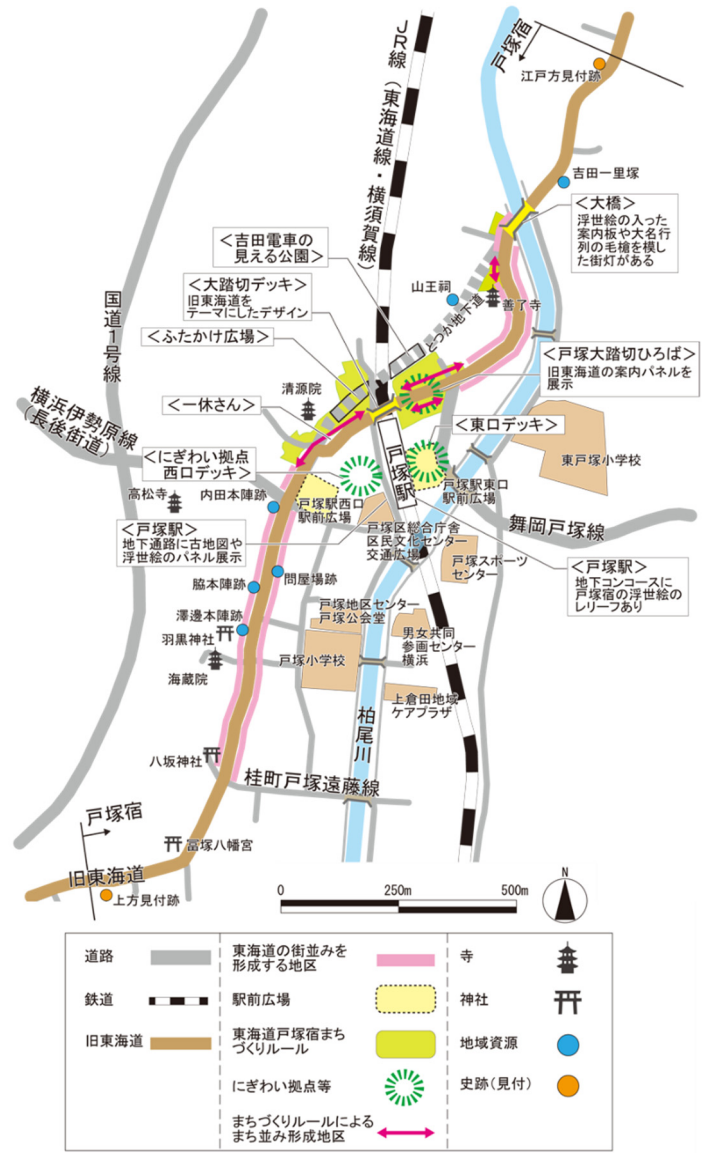 JR線（東海道線・横須賀線）
戸塚宿
江戸方見付跡
吉田一里塚
＜大橋＞
浮世絵の入った
案内板や大名行
列の毛槍を模し
た街灯がある
＜吉田電車の
見える公園＞
＜大踏切デッキ＞
旧東海道を
テーマにしたデザイン
＜ふたかけ広場＞
山王祠
とつか地下道
善了寺
国道1号線
＜戸塚大踏切ひろば＞
旧東海道の案内パネルを
展示
清源院
横浜伊勢原線
（長後街道）
＜一休さん＞
＜東口デッキ＞
＜にぎわい拠点
西口デッキ＞
戸塚駅
東戸塚小学校
高松寺
内田本陣跡
戸塚駅西口
駅前広場
戸塚駅東口
駅前広場
舞岡戸塚線
＜戸塚駅＞
地下通路に古地図や
浮世絵のパネル展示
戸塚区総合庁舎
区民文化センター
交通広場
戸塚スポーツ
センター
＜戸塚駅＞
地下コンコースに
戸塚宿の浮世絵の
レリーフあり
脇本陣跡
問屋場跡
澤邊本陣跡
羽黒神社
海蔵院
戸塚地区センター
戸塚公会堂
戸塚小学校
男女共同
参画センター
横浜
上倉田地域
ケアプラザ
柏尾川
八坂神社
桂町戸塚遠藤線
戸塚宿
冨塚八幡宮
旧東海道
上方見付跡
0 250m 500m
N
道路
鉄道
旧東海道
東海道の街並みを
形成する地区
駅前広場
東海道戸塚宿まち
づくりルール
にぎわい拠点等
まちづくりルールによる
まち並み形成地区
寺
神社
地域資源
史跡（見付）